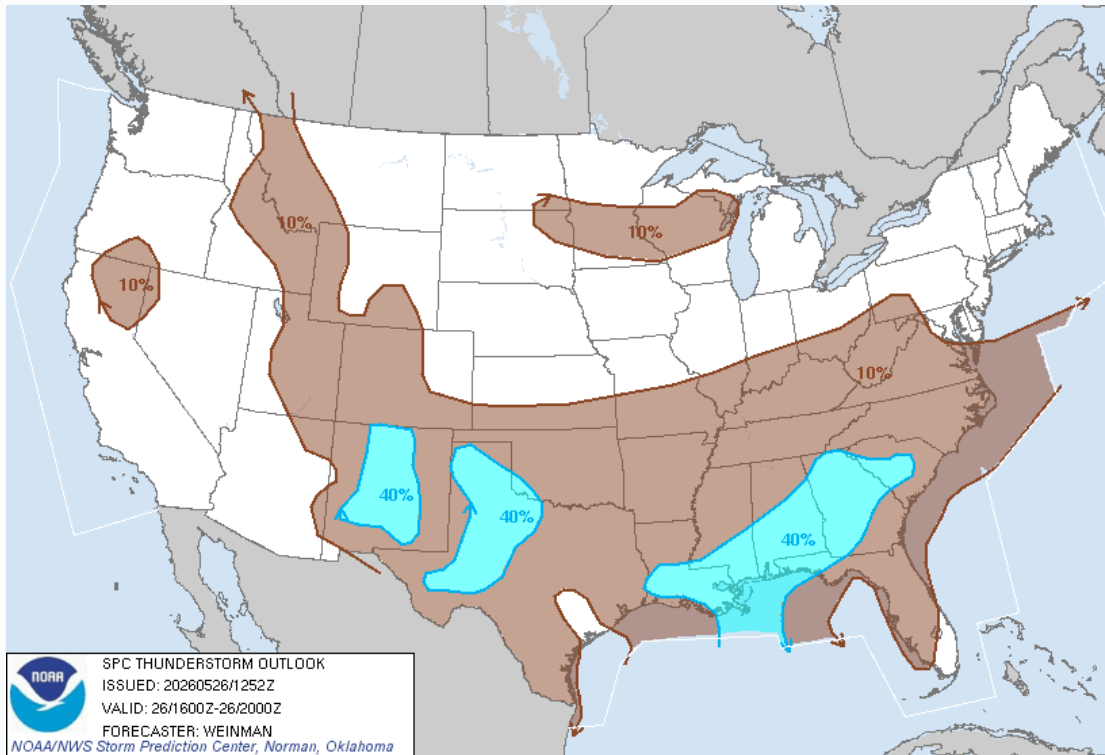 10%
10%
10%
10%
40%
40%
40%
NOAA
SPC THUNDERSTORM OUTLOOK
ISSUED: 20260526/1252Z
VALID: 26/1600Z-26/2000Z
FORECASTER: WEINMAN
NOAA/NWS Storm Prediction Center, Norman, Oklahoma